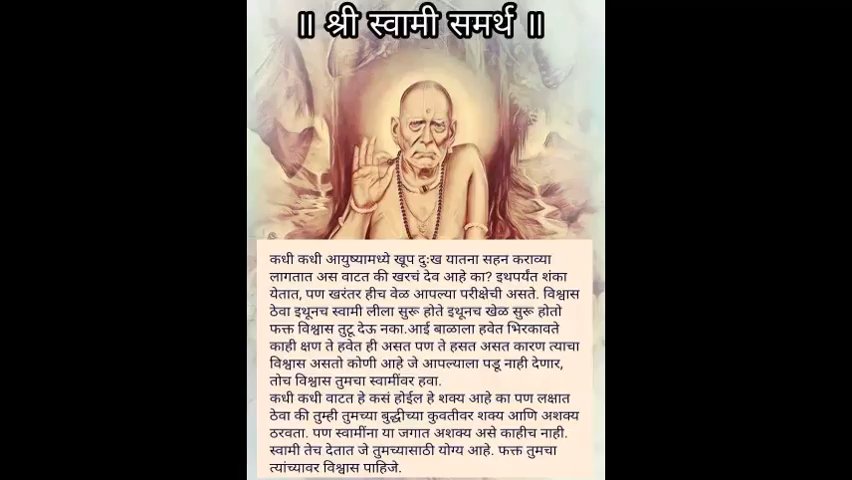 ॥ श्री स्वामी समर्थ ॥
कधी कधी आयुष्यामध्ये खूप दुःख यातना सहन कराव्या
लागतात अस वाटत की खरचं देव आहे का? इथपर्यंत शंका
येतात, पण खरंतर हीच वेळ आपल्या परीक्षेची असते. विश्वास
ठेवा इथूनच स्वामी लीला सुरू होते इथूनच खेळ सुरू होतो
फक्त विश्वास तुटू देऊ नका.आई बाळाला हवेत भिरकावते
काही क्षण ते हवेत ही असत पण ते हसत असत कारण त्याचा
विश्वास असतो कोणी आहे जे आपल्याला पडू नाही देणार,
तोच विश्वास तुमचा स्वामींवर हवा.
कधी कधी वाटत हे कसं होईल हे शक्य आहे का पण लक्षात
ठेवा की तुम्ही तुमच्या बुद्धीच्या कुवतीवर शक्य आणि अशक्य
ठरवता. पण स्वामींना या जगात अशक्य असे काहीच नाही.
स्वामी तेच देतात जे तुमच्यासाठी योग्य आहे. फक्त तुमचा
त्यांच्यावर विश्वास पाहिजे.